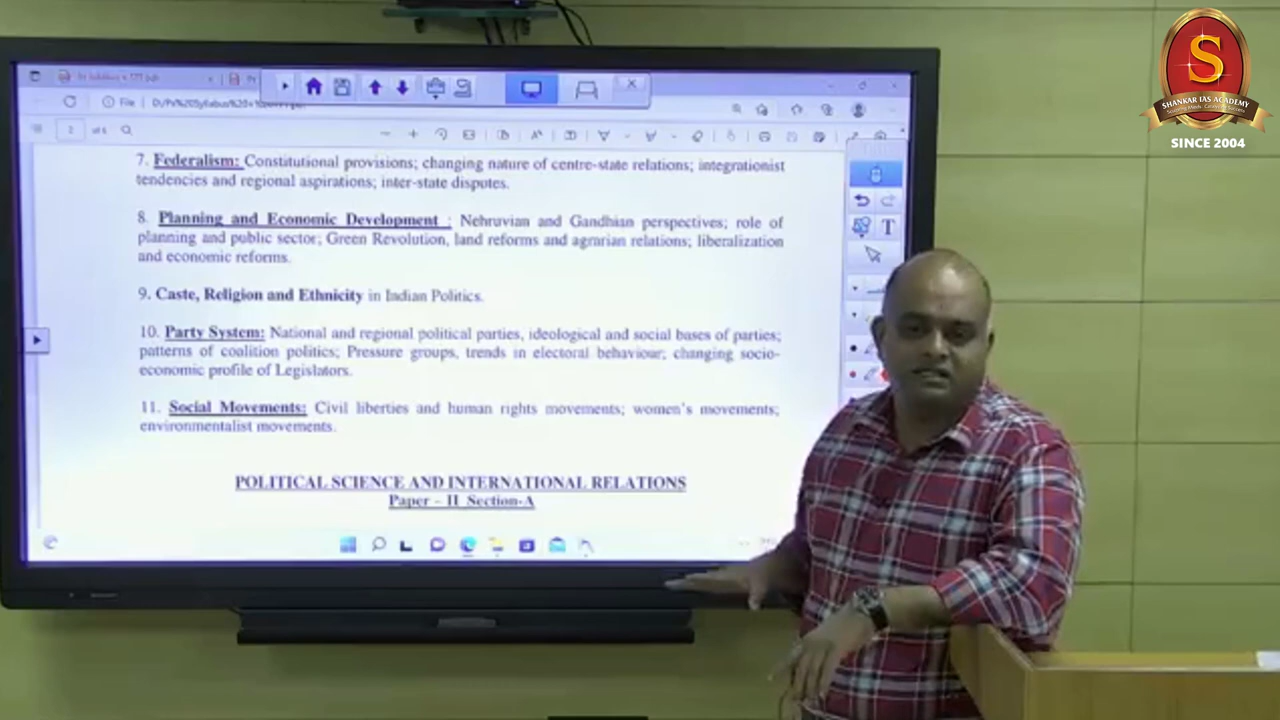 S
SHANKAR IAS ACADEMY
SINCE 2004
File
2 of 6
7. Federalism: Constitutional provisions; changing nature of centre-state relations; integrationist
tendencies and regional aspirations; inter-state disputes.
8. Planning and Economic Development : Nehruvian and Gandhian perspectives; role of
planning and public sector; Green Revolution, land reforms and agrarian relations; liberalization
and economic reforms.
9. Caste, Religion and Ethnicity in Indian Politics.
10. Party System: National and regional political parties, ideological and social bases of parties;
patterns of coalition politics; Pressure groups, trends in electoral behaviour; changing socio-
economic profile of Legislators.
11. Social Movements: Civil liberties and human rights movements; women's movements;
environmentalist movements.
POLITICAL SCIENCE AND INTERNATIONAL RELATIONS
Paper – II Section-A
T